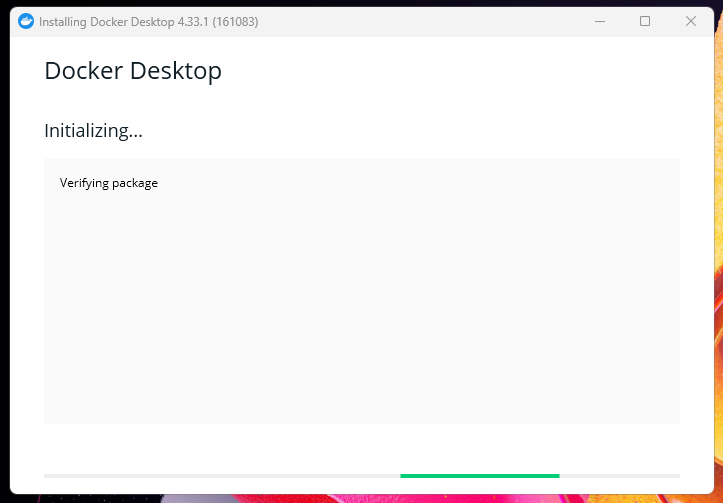 Installing Docker Desktop 4.33.1 (161083)
Docker Desktop
Initializing...
Verifying package